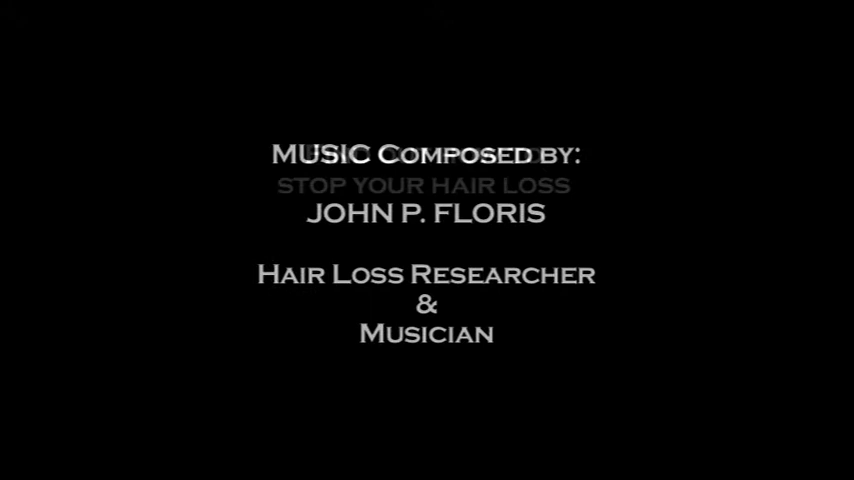 MUSIC COMPOSED BY:
STOP YOUR HAIR LOSS
JOHN P. FLORIS
HAIR LOSS RESEARCHER
&
MUSICIAN